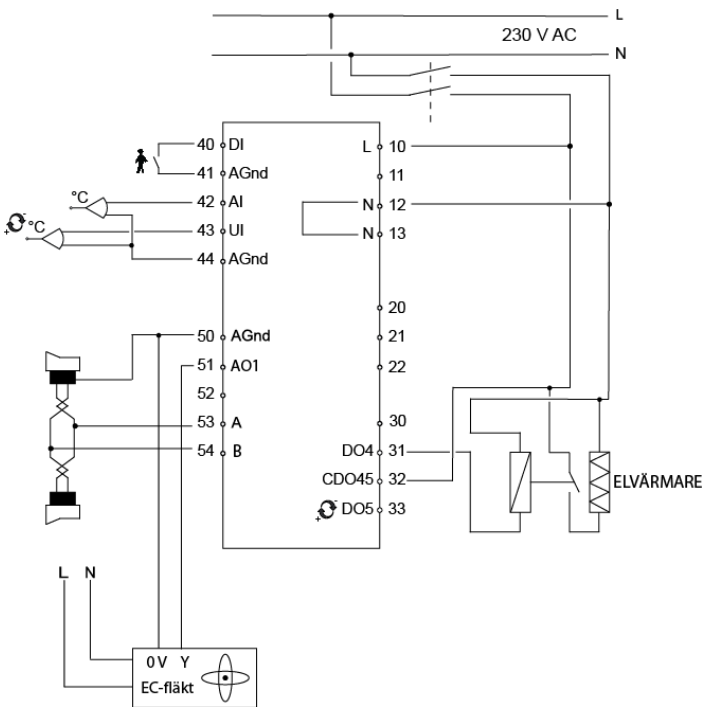 L
230 V AC
N
40 DI
L 10
41 AGnd
11
°C
42 AI
N 12
°C
43 UI
N 13
44 AGnd
20
50 AGnd
21
51 AO1
22
52
53 A
30
54 B
DO4 31
CDO45 32
ELVÄRMARE
DO5 33
L N
0 V Y
EC-fläkt